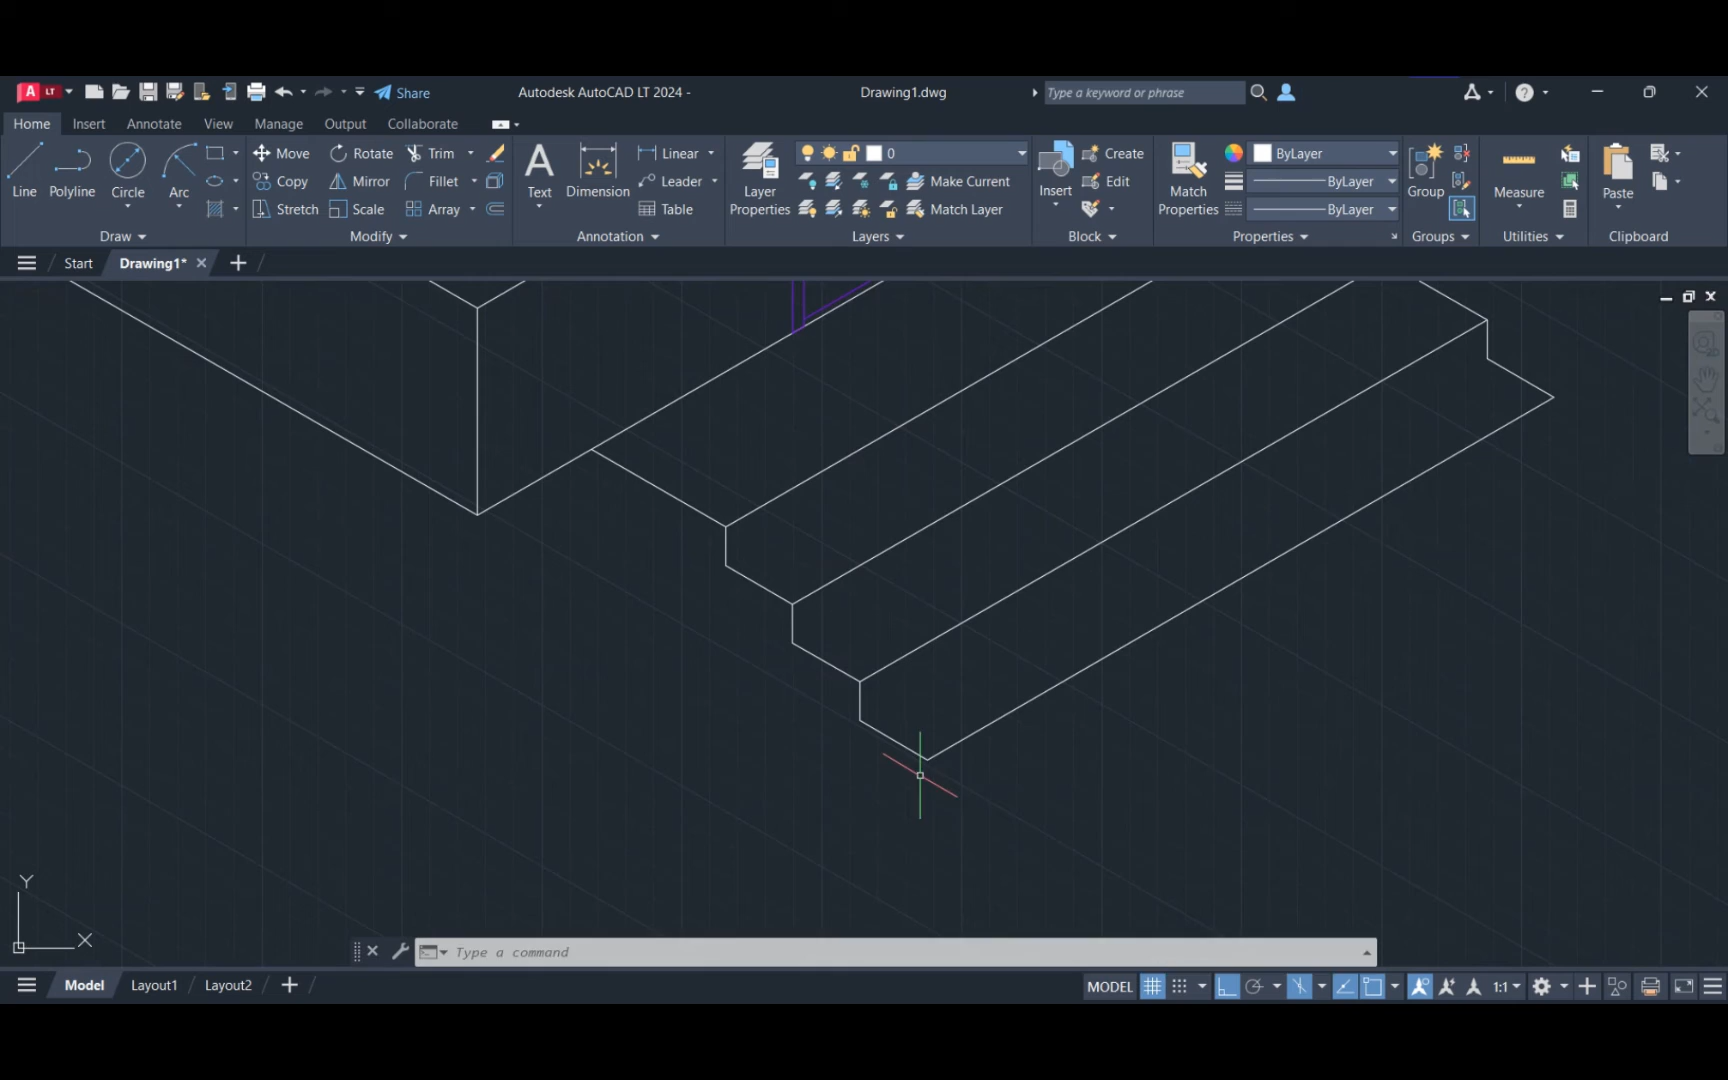 A LT Share Autodesk AutoCAD LT 2024 - Drawing1.dwg Type a keyword or phrase ?
Home Insert Annotate View Manage Output Collaborate
Move Rotate Trim Linear 0 Create ByLayer
Line Polyline Circle Arc Copy Mirror Fillet A Text Dimension Leader Layer Properties Make Current Insert Edit Match Properties ByLayer Group Measure Paste
Stretch Scale Array Table Match Layer ByLayer
Draw Modify Annotation Layers Block Properties Groups Utilities Clipboard
Start Drawing1* +
Y
X
Type a command
Model Layout1 Layout2 + MODEL 1:1